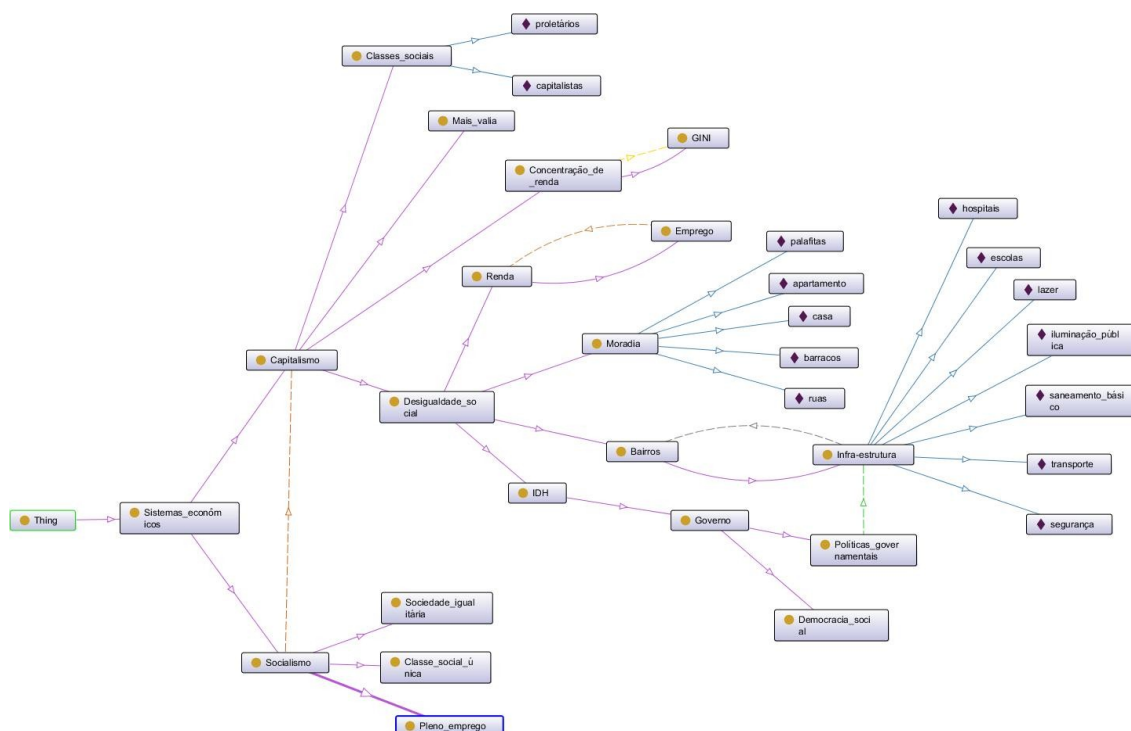 proletários
Classes_sociais
capitalistas
Mais_valia
GINI
Concentração_de
_renda
hospitais
Emprego
palafitas
escolas
Renda
apartamento
lazer
casa
iluminação_públ
ica
Moradia
Capitalismo
barracos
Desigualdade_so
cial
ruas
saneamento_bási
co
Bairros
Infra-estrutura
transporte
IDH
Thing
Sistemas_económ
icos
Governo
segurança
Políticas_gover
namentais
Sociedade_igual
itária
Democracia_soci
al
Socialismo
Classe_social_ú
nica
Pleno_emprego